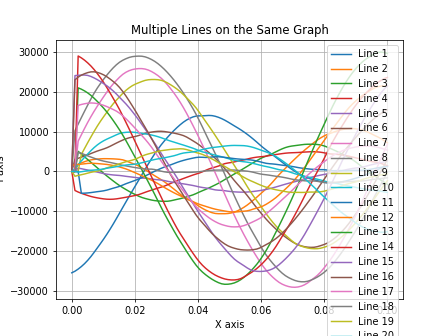 Multiple Lines on the Same Graph
30000
20000
10000
0
−10000
−20000
−30000
0.00
0.02
0.04
0.06
X axis
Line 1
Line 2
Line 3
Line 4
Line 5
Line 6
Line 7
Line 8
Line 9
Line 10
Line 11
Line 12
Line 13
Line 14
Line 15
Line 16
Line 17
Line 18
Line 19